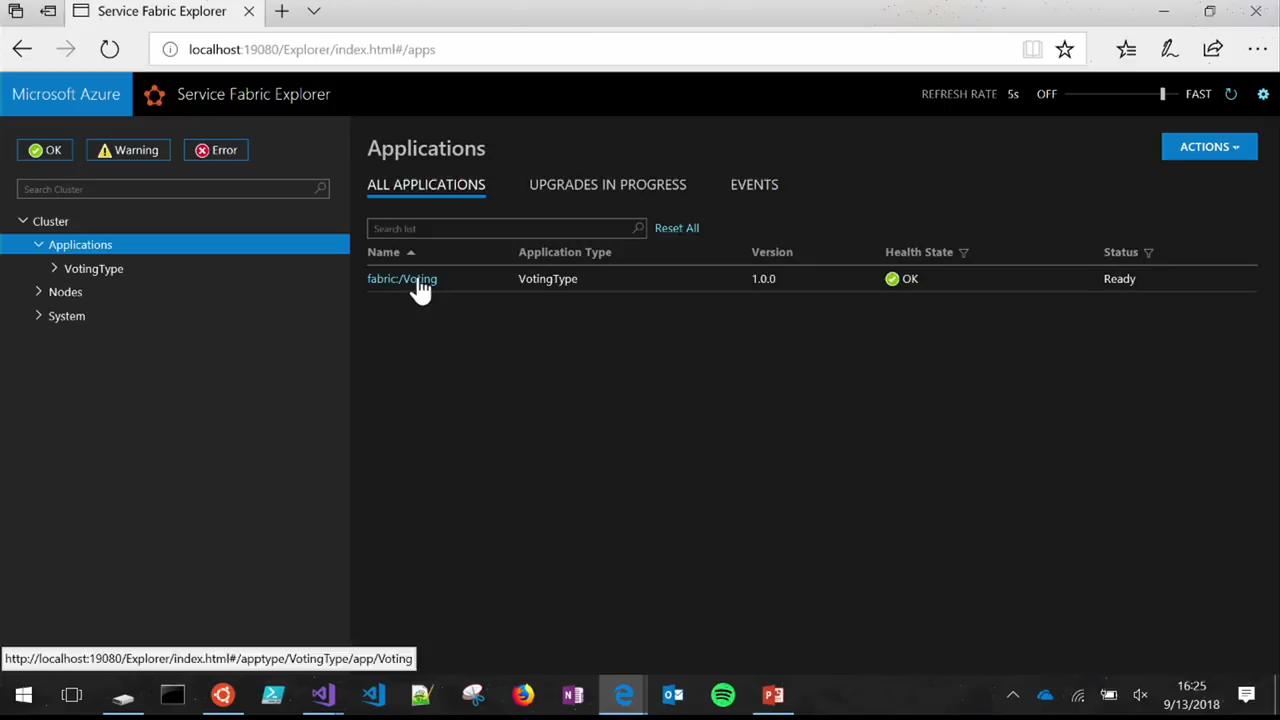 Service Fabric Explorer
localhost:19080/Explorer/index.html#/apps
Microsoft Azure
Service Fabric Explorer
REFRESH RATE 5s OFF FAST
OK Warning Error
Search Cluster
Cluster
Applications
VotingType
Nodes
System
Applications
ACTIONS
ALL APPLICATIONS UPGRADES IN PROGRESS EVENTS
Search list Reset All
Name Application Type Version Health State Status
fabric:/Voting VotingType 1.0.0 OK Ready
http://localhost:19080/Explorer/index.html#/apptype/VotingType/app/Voting
16:25
9/13/2018